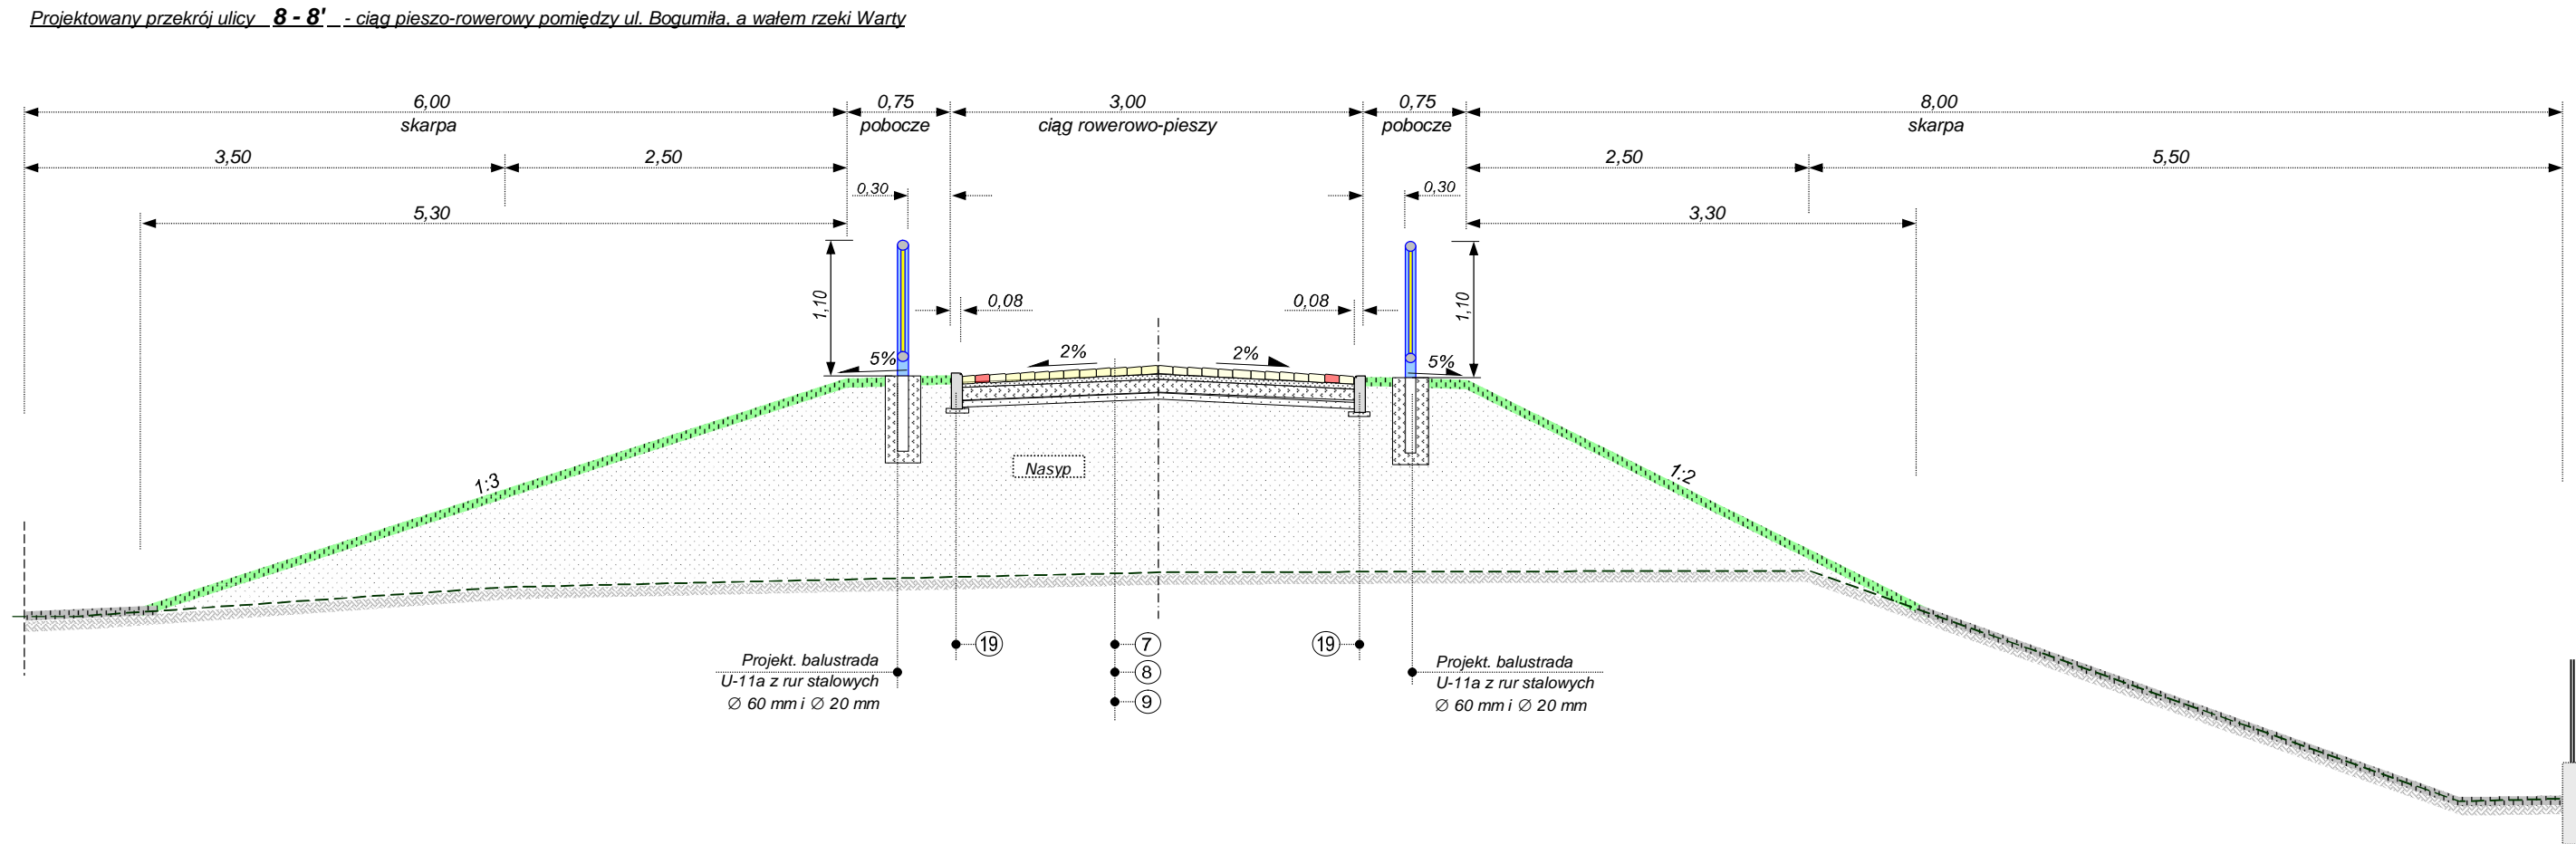 Projektowany przekrój ulicy 8 - 8' - ciąg pieszo-rowerowy pomiędzy ul. Bogumiła, a wałem rzeki Warty
6,00 0,75 3,00 0,75 8,00
skarpa pobocze ciąg rowerowo-pieszy pobocze skarpa
3,50 2,50 2,50 5,50
0,30 0,30
5,30 3,30
1,10 0,08 0,08 1,10
5% 2% 2% 5%
1:3 Nasyp 1:2
19 7 19
8
9
Projekt. balustrada
U-11a z rur stalowych
∅ 60 mm i ∅ 20 mm
Projekt. balustrada
U-11a z rur stalowych
∅ 60 mm i ∅ 20 mm